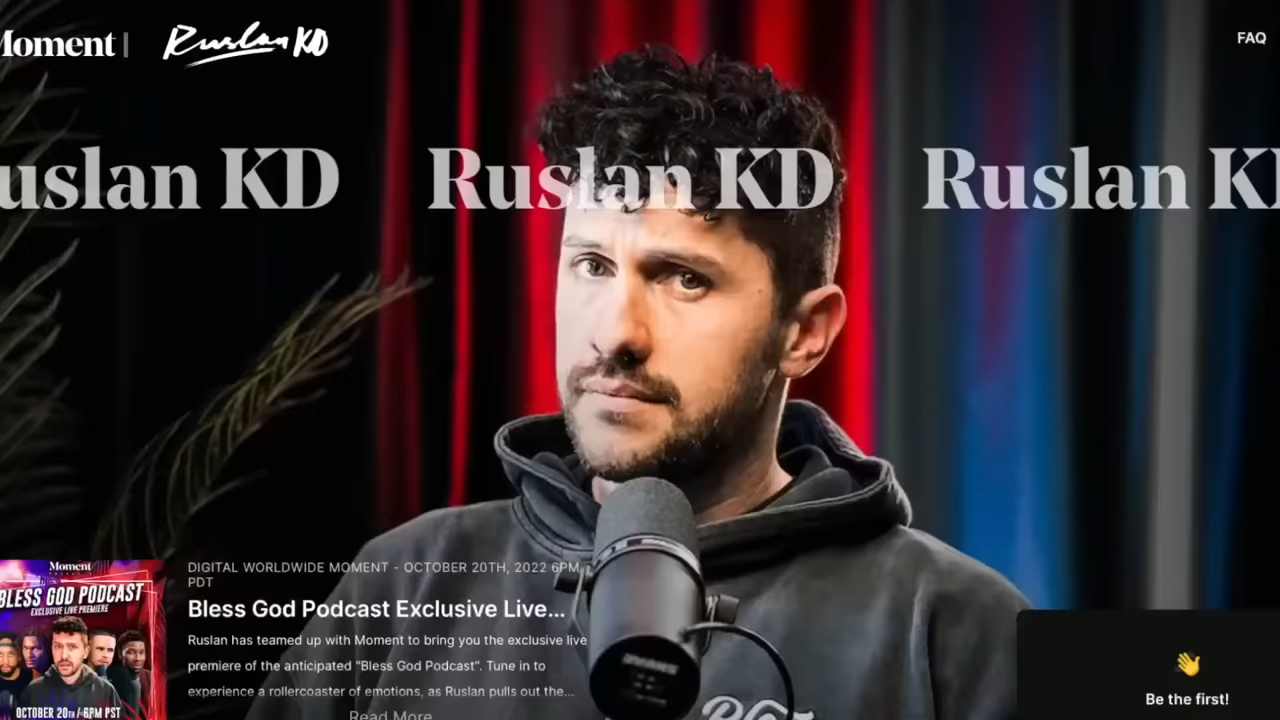 Moment | Ruslan KD
FAQ
uslan KD Ruslan KD Ruslan K
DIGITAL WORLDWIDE MOMENT - OCTOBER 20TH, 2022 6PM
PDT
Bless God Podcast Exclusive Live...
Ruslan has teamed up with Moment to bring you the exclusive live
premiere of the anticipated "Bless God Podcast". Tune in to
experience a rollercoaster of emotions, as Ruslan pulls out the...
Read More
Moment
BLESS GOD PODCAST
EXCLUSIVE LIVE PREMIERE
OCTOBER 20TH / 6PM PST
👋
Be the first!